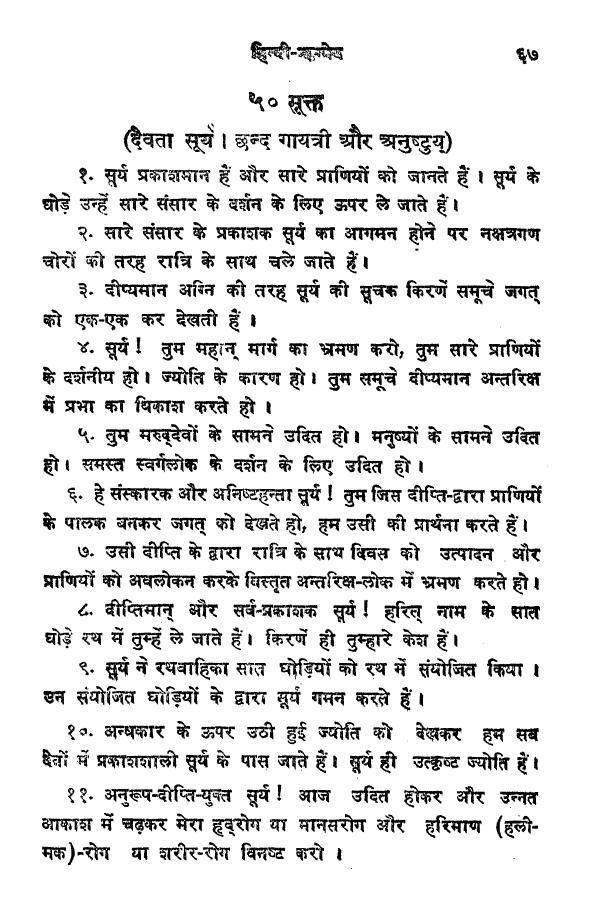 हिन्दी-ऋग्वेद ६७
५० सूक्त
(दैवता सूर्य। छन्द गायत्री और अनुष्टुय्)
१. सूर्य प्रकाशमान हैं और सारे प्राणियों को जानते हैं। सूर्य के
घोड़े उन्हें सारे संसार के दर्शन के लिए ऊपर ले जाते हैं।
२. सारे संसार के प्रकाशक सूर्य का आगमन होने पर नक्षत्रगण
चोरों की तरह रात्रि के साथ चले जाते हैं।
३. दीप्यमान अग्नि की तरह सूर्य की सूचक किरणें समूचे जगत्
को एक-एक कर देखती हैं।
४. सूर्य! तुम महान् मार्ग का भ्रमण करो, तुम सारे प्राणियों
के दर्शनीय हो। ज्योति के कारण हो। तुम समूचे दीप्यमान अन्तरिक्ष
में प्रभा का विकाश करते हो।
५. तुम मरुद्देवों के सामने उदित हो। मनुष्यों के सामने उदित
हो। समस्त स्वर्गलोक के दर्शन के लिए उदित हो।
६. हे संस्कारक और अनिष्टहन्ता सूर्य! तुम जिस दीप्ति-द्वारा प्राणियों
के पालक बनकर जगत् को देखते हो, हम उसी की प्रार्थना करते हैं।
७. उसी दीप्ति के द्वारा रात्रि के साथ दिवस को उत्पादन और
प्राणियों को अवलोकन करके विस्तृत अन्तरिक्ष-लोक में भ्रमण करते हो।
८. दीप्तिमान् और सर्व-प्रकाशक सूर्य! हरित् नाम के सात
घोड़े रथ में तुम्हें ले जाते हैं। किरणें ही तुम्हारे केश हैं।
९. सूर्य ने रथवाहिका सात घोड़ियों को रथ में संयोजित किया।
उन संयोजित घोड़ियों के द्वारा सूर्य गमन करते हैं।
१०. अन्धकार के ऊपर उठी हुई ज्योति को देखकर हम सब
देवों में प्रकाशशाली सूर्य के पास जाते हैं। सूर्य ही उत्कृष्ट ज्योति हैं।
११. अनुरूप-दीप्ति-युक्त सूर्य! आज उदित होकर और उन्नत
आकाश में चढ़कर मेरा हृद्रोग या मानसरोग और हरिमाण (हली-
मक)-रोग या शरीर-रोग विनष्ट करो।